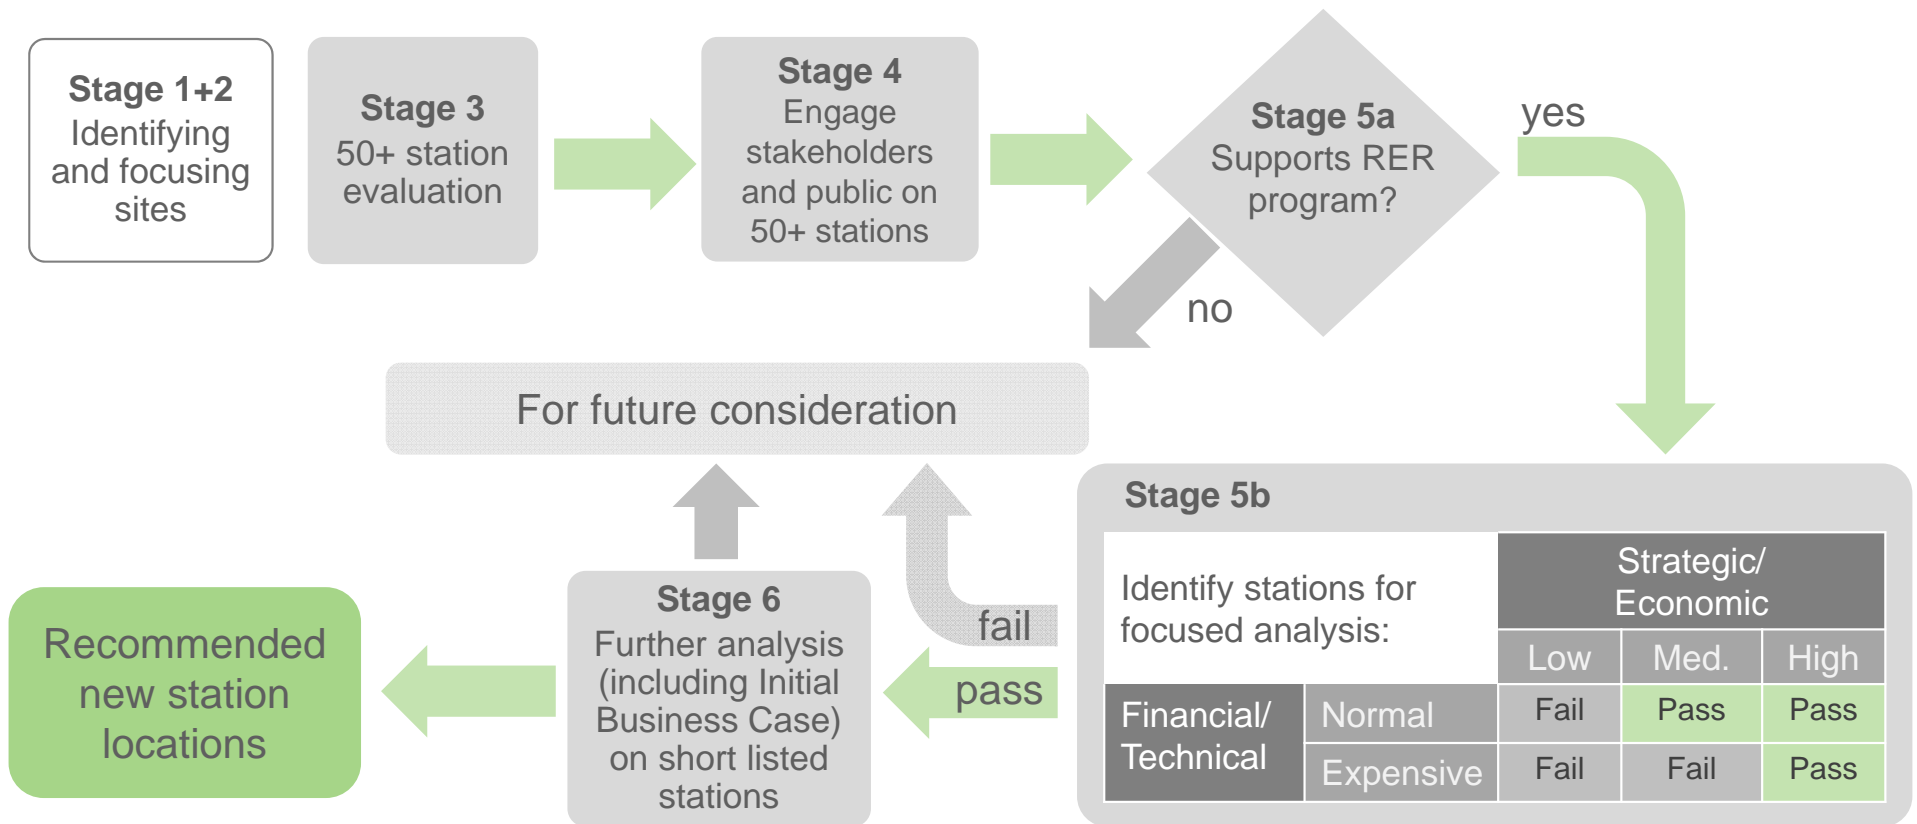 Stage 1+2
Identifying
and focusing
sites
Stage 3
50+ station
evaluation
Stage 4
Engage
stakeholders
and public on
50+ stations
Stage 5a
Supports RER
program?
yes
no
For future consideration
Stage 5b
Identify stations for
focused analysis:
Strategic/
Economic
Low Med. High
Financial/
Technical
Normal Fail Pass Pass
Expensive Fail Fail Pass
fail
pass
Stage 6
Further analysis
(including Initial
Business Case)
on short listed
stations
Recommended
new station
locations